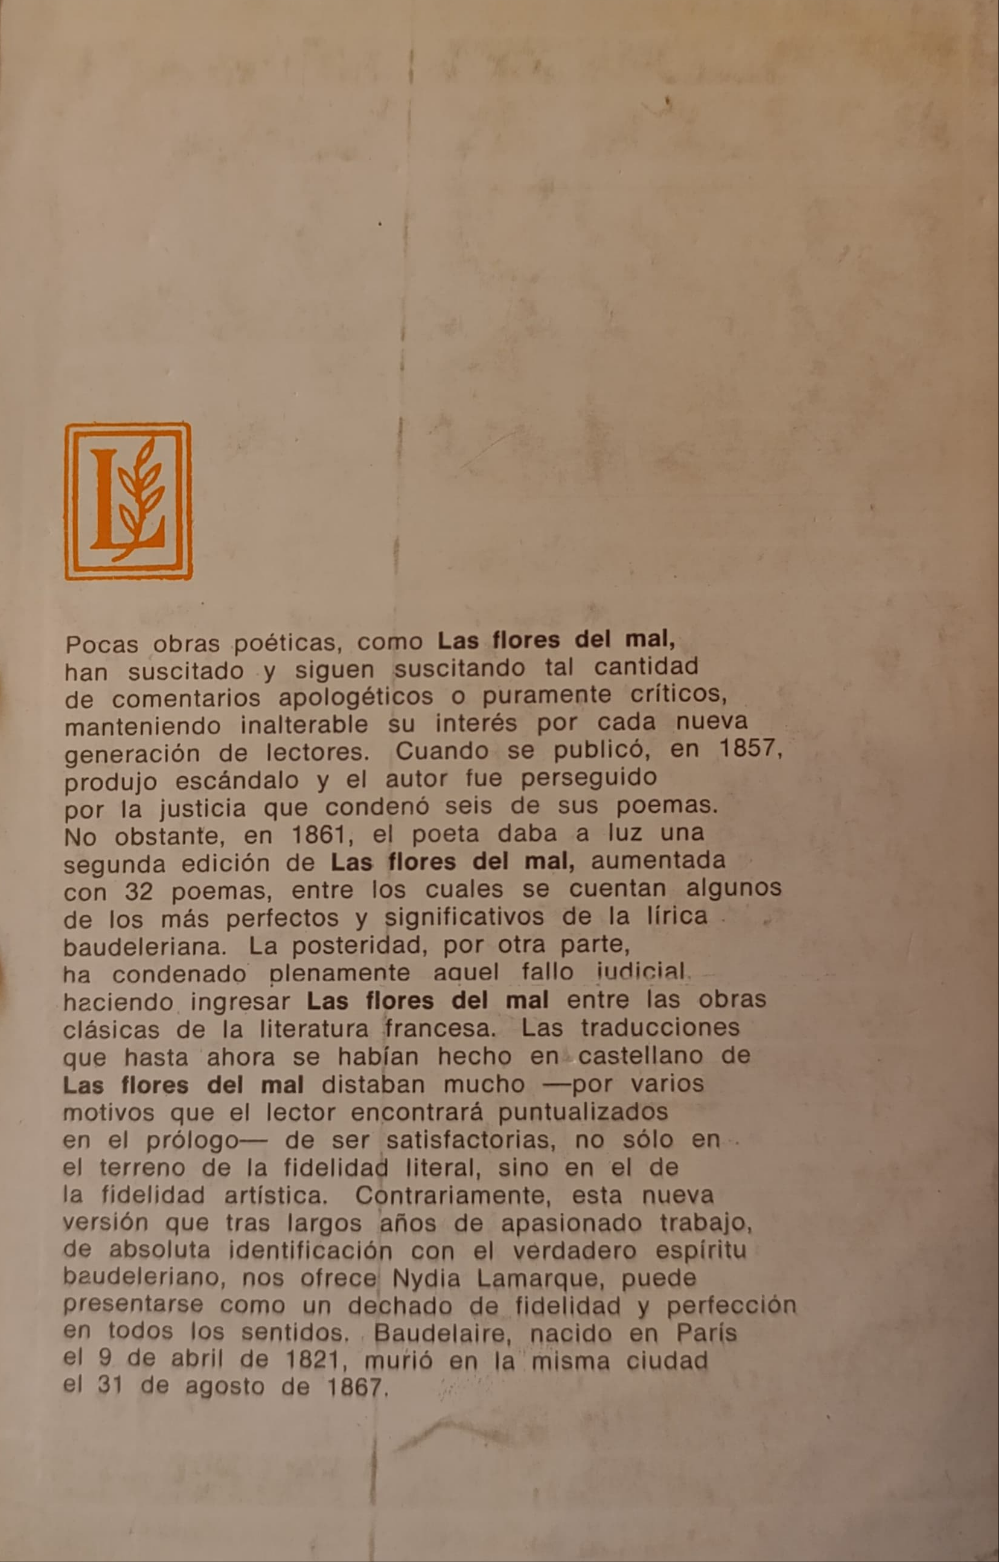 L
Pocas obras poéticas, como Las flores del mal,
han suscitado y siguen suscitando tal cantidad
de comentarios apologéticos o puramente críticos,
manteniendo inalterable su interés por cada nueva
generación de lectores. Cuando se publicó, en 1857,
produjo escándalo y el autor fue perseguido
por la justicia que condenó seis de sus poemas.
No obstante, en 1861, el poeta daba a luz una
segunda edición de Las flores del mal, aumentada
con 32 poemas, entre los cuales se cuentan algunos
de los más perfectos y significativos de la lírica
baudeleriana. La posteridad, por otra parte,
ha condenado plenamente aquel fallo judicial,
haciendo ingresar Las flores del mal entre las obras
clásicas de la literatura francesa. Las traducciones
que hasta ahora se habían hecho en castellano de
Las flores del mal distaban mucho —por varios
motivos que el lector encontrará puntualizados
en el prólogo— de ser satisfactorias, no sólo en
el terreno de la fidelidad literal, sino en el de
la fidelidad artística. Contrariamente, esta nueva
versión que tras largos años de apasionado trabajo,
de absoluta identificación con el verdadero espíritu
baudeleriano, nos ofrece Nydia Lamarque, puede
presentarse como un dechado de fidelidad y perfección
en todos los sentidos. Baudelaire, nacido en París
el 9 de abril de 1821, murió en la misma ciudad
el 31 de agosto de 1867.